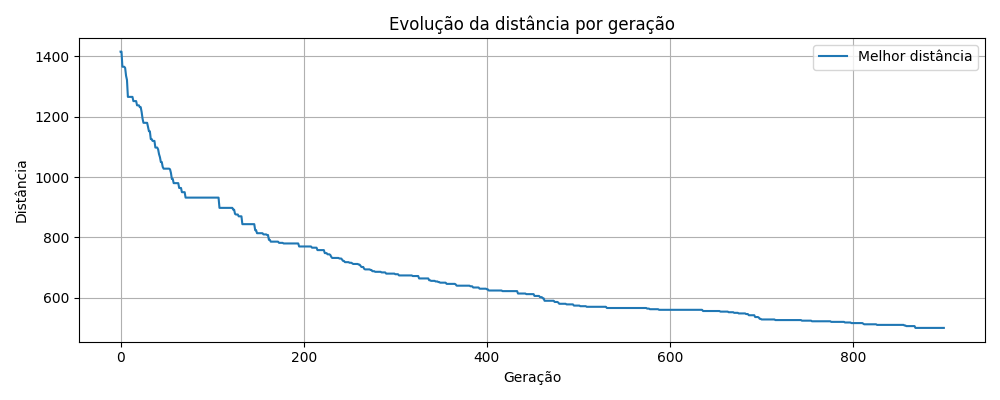 Evolução da distância por geração
Melhor distância
Distância
1400
1200
1000
800
600
0
200
400
600
800
Geração